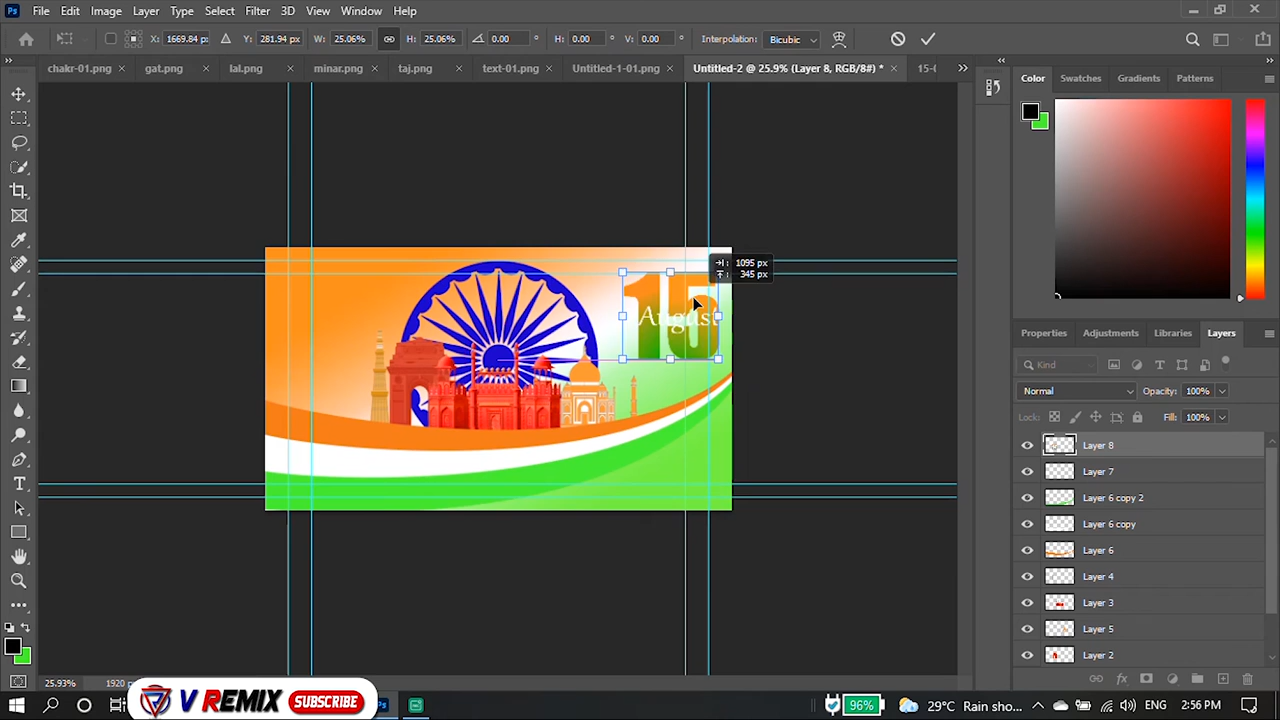 Ps File Edit Image Layer Type Select Filter 3D View Window Help
X: 1669.84 px Y: 281.94 px W: 25.06% H: 25.06% 0.00 ° H: 0.00 ° V: 0.00 ° Interpolation: Bicubic
chakr-01.png × gat.png × lal.png × minar.png × taj.png × text-01.png × Untitled-1-01.png × Untitled-2 @ 25.9% (Layer 8, RGB/8#) * × 15-
Color Swatches Gradients Patterns
1095 px
345 px
15
August
Properties Adjustments Libraries Layers
Kind
Normal Opacity: 100%
Lock: Fill: 100%
Layer 8
Layer 7
Layer 6 copy 2
Layer 6 copy
Layer 6
Layer 4
Layer 3
Layer 5
Layer 2
25.93% 1920
V REMIX SUBSCRIBE
Ps
96% 29°C Rain sho... ENG 2:56 PM